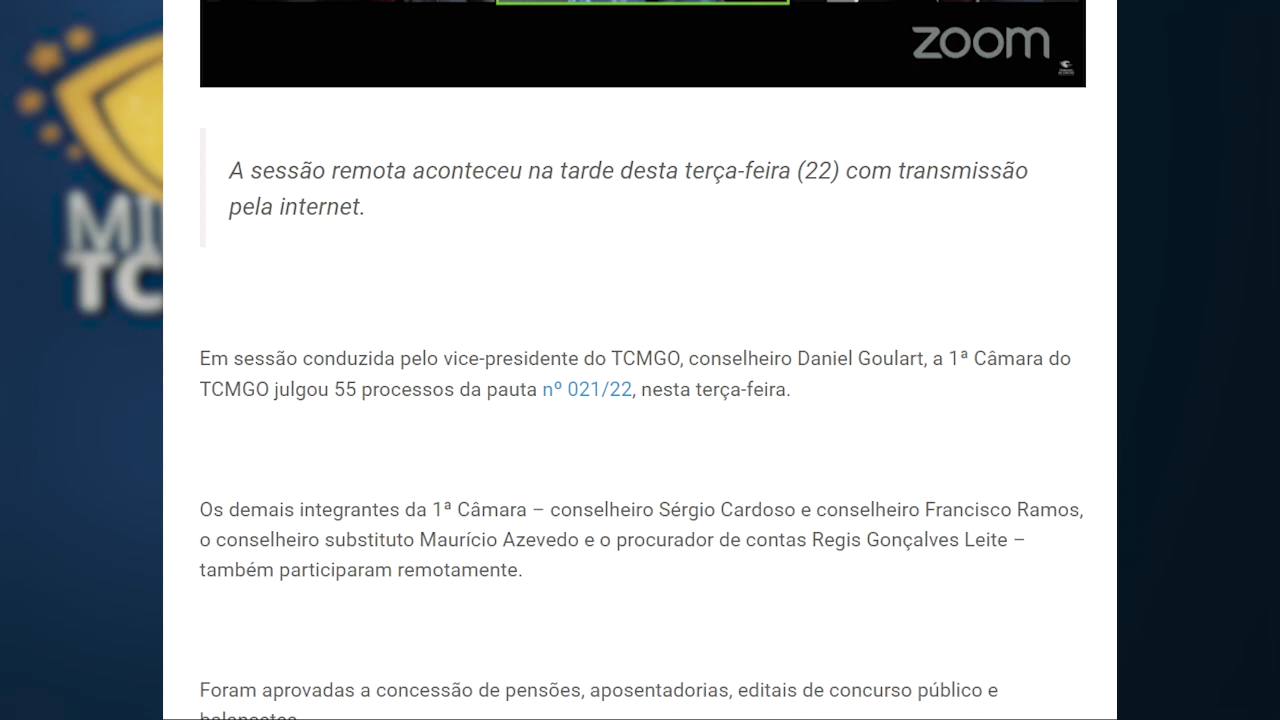 zoom
A sessão remota aconteceu na tarde desta terça-feira (22) com transmissão
pela internet.
MU
TC
Em sessão conduzida pelo vice-presidente do TCMGO, conselheiro Daniel Goulart, a 1ª Câmara do
TCMGO julgou 55 processos da pauta nº 021/22, nesta terça-feira.
Os demais integrantes da 1ª Câmara – conselheiro Sérgio Cardoso e conselheiro Francisco Ramos,
o conselheiro substituto Maurício Azevedo e o procurador de contas Regis Gonçalves Leite –
também participaram remotamente.
Foram aprovadas a concessão de pensões, aposentadorias, editais de concurso público e
balancetes